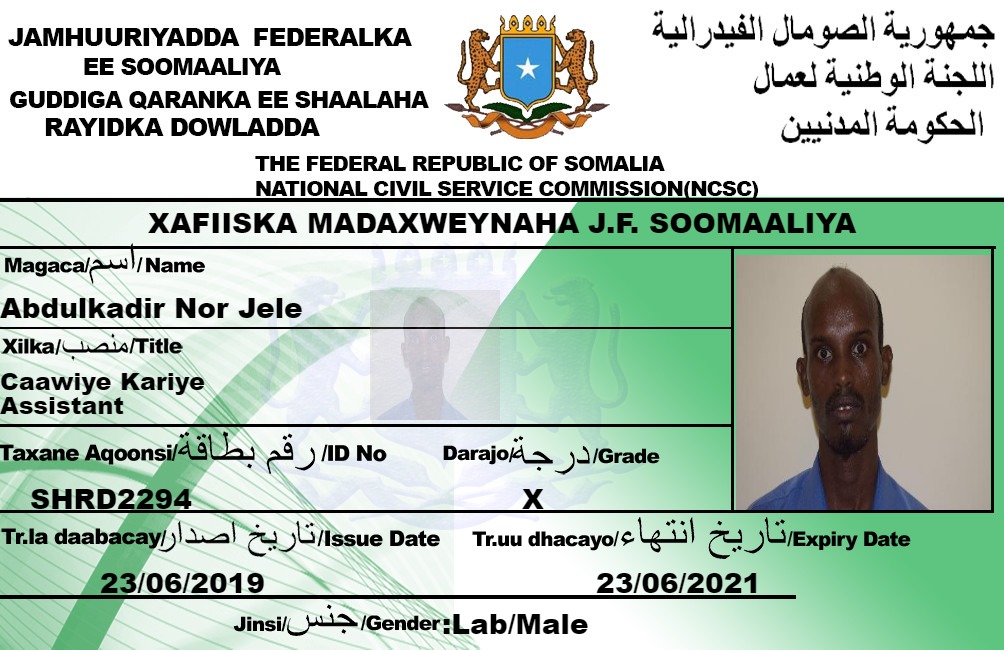 JAMHUURIYADDA FEDERALKA
EE SOOMAALIYA
GUDDIGA QARANKA EE SHAALAHA
RAYIDKA DOWLADDA
جمهورية الصومال الفيدرالية
اللجنة الوطنية لعمال
الحكومة المدنيين
THE FEDERAL REPUBLIC OF SOMALIA
NATIONAL CIVIL SERVICE COMMISSION(NCSC)
XAFIISKA MADAXWEYNAHA J.F. SOOMAALIYA
Magaca/اسم/Name
Abdulkadir Nor Jele
Xilka/منصب/Title
Caawiye Kariye
Assistant
Taxane Aqoonsi/رقم بطاقة/ID No
Darajo/درجة/Grade
SHRD2294
X
Tr.la daabacay/تاريخ اصدار/Issue Date
Tr.uu dhacayo/تاريخ انتهاء/Expiry Date
23/06/2019
23/06/2021
Jinsi/جنس/Gender:Lab/Male